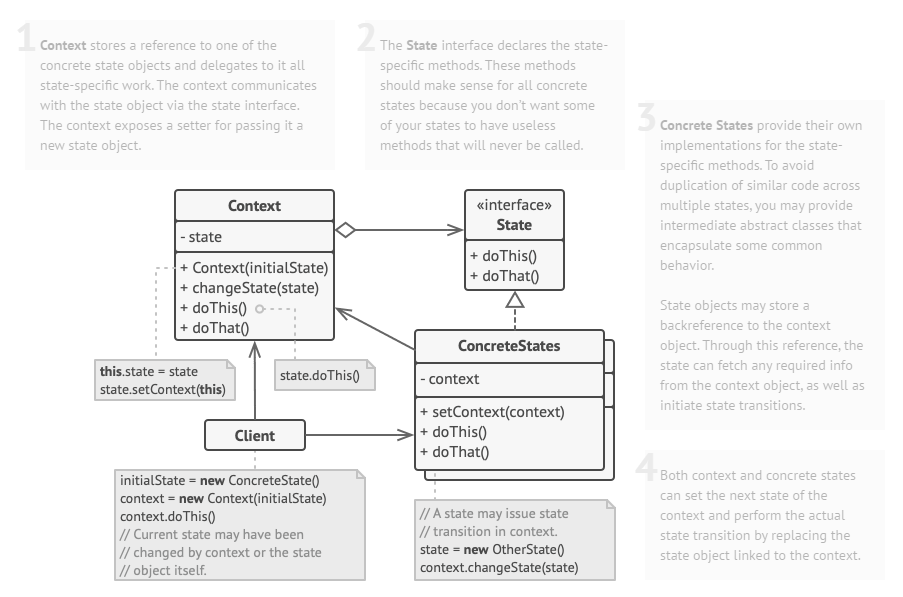 1
Context stores a reference to one of the
concrete state objects and delegates to it all
state-specific work. The context communicates
with the state object via the state interface.
The context exposes a setter for passing it a
new state object.
2
The State interface declares the state-
specific methods. These methods
should make sense for all concrete
states because you don't want some
of your states to have useless
methods that will never be called.
3
Concrete States provide their own
implementations for the state-
specific methods. To avoid
duplication of similar code across
multiple states, you may provide
intermediate abstract classes that
encapsulate some common
behavior.
State objects may store a
backreference to the context
object. Through this reference, the
state can fetch any required info
from the context object, as well as
initiate state transitions.
4
Both context and concrete states
can set the next state of the
context and perform the actual
state transition by replacing the
state object linked to the context.
Context
- state
+ Context(initialState)
+ changeState(state)
+ doThis()
+ doThat()
«interface»
State
+ doThis()
+ doThat()
this.state = state
state.setContext(this)
state.doThis()
ConcreteStates
- context
+ setContext(context)
+ doThis()
+ doThat()
Client
initialState = new ConcreteState()
context = new Context(initialState)
context.doThis()
// Current state may have been
// changed by context or the state
// object itself.
// A state may issue state
// transition in context.
state = new OtherState()
context.changeState(state)